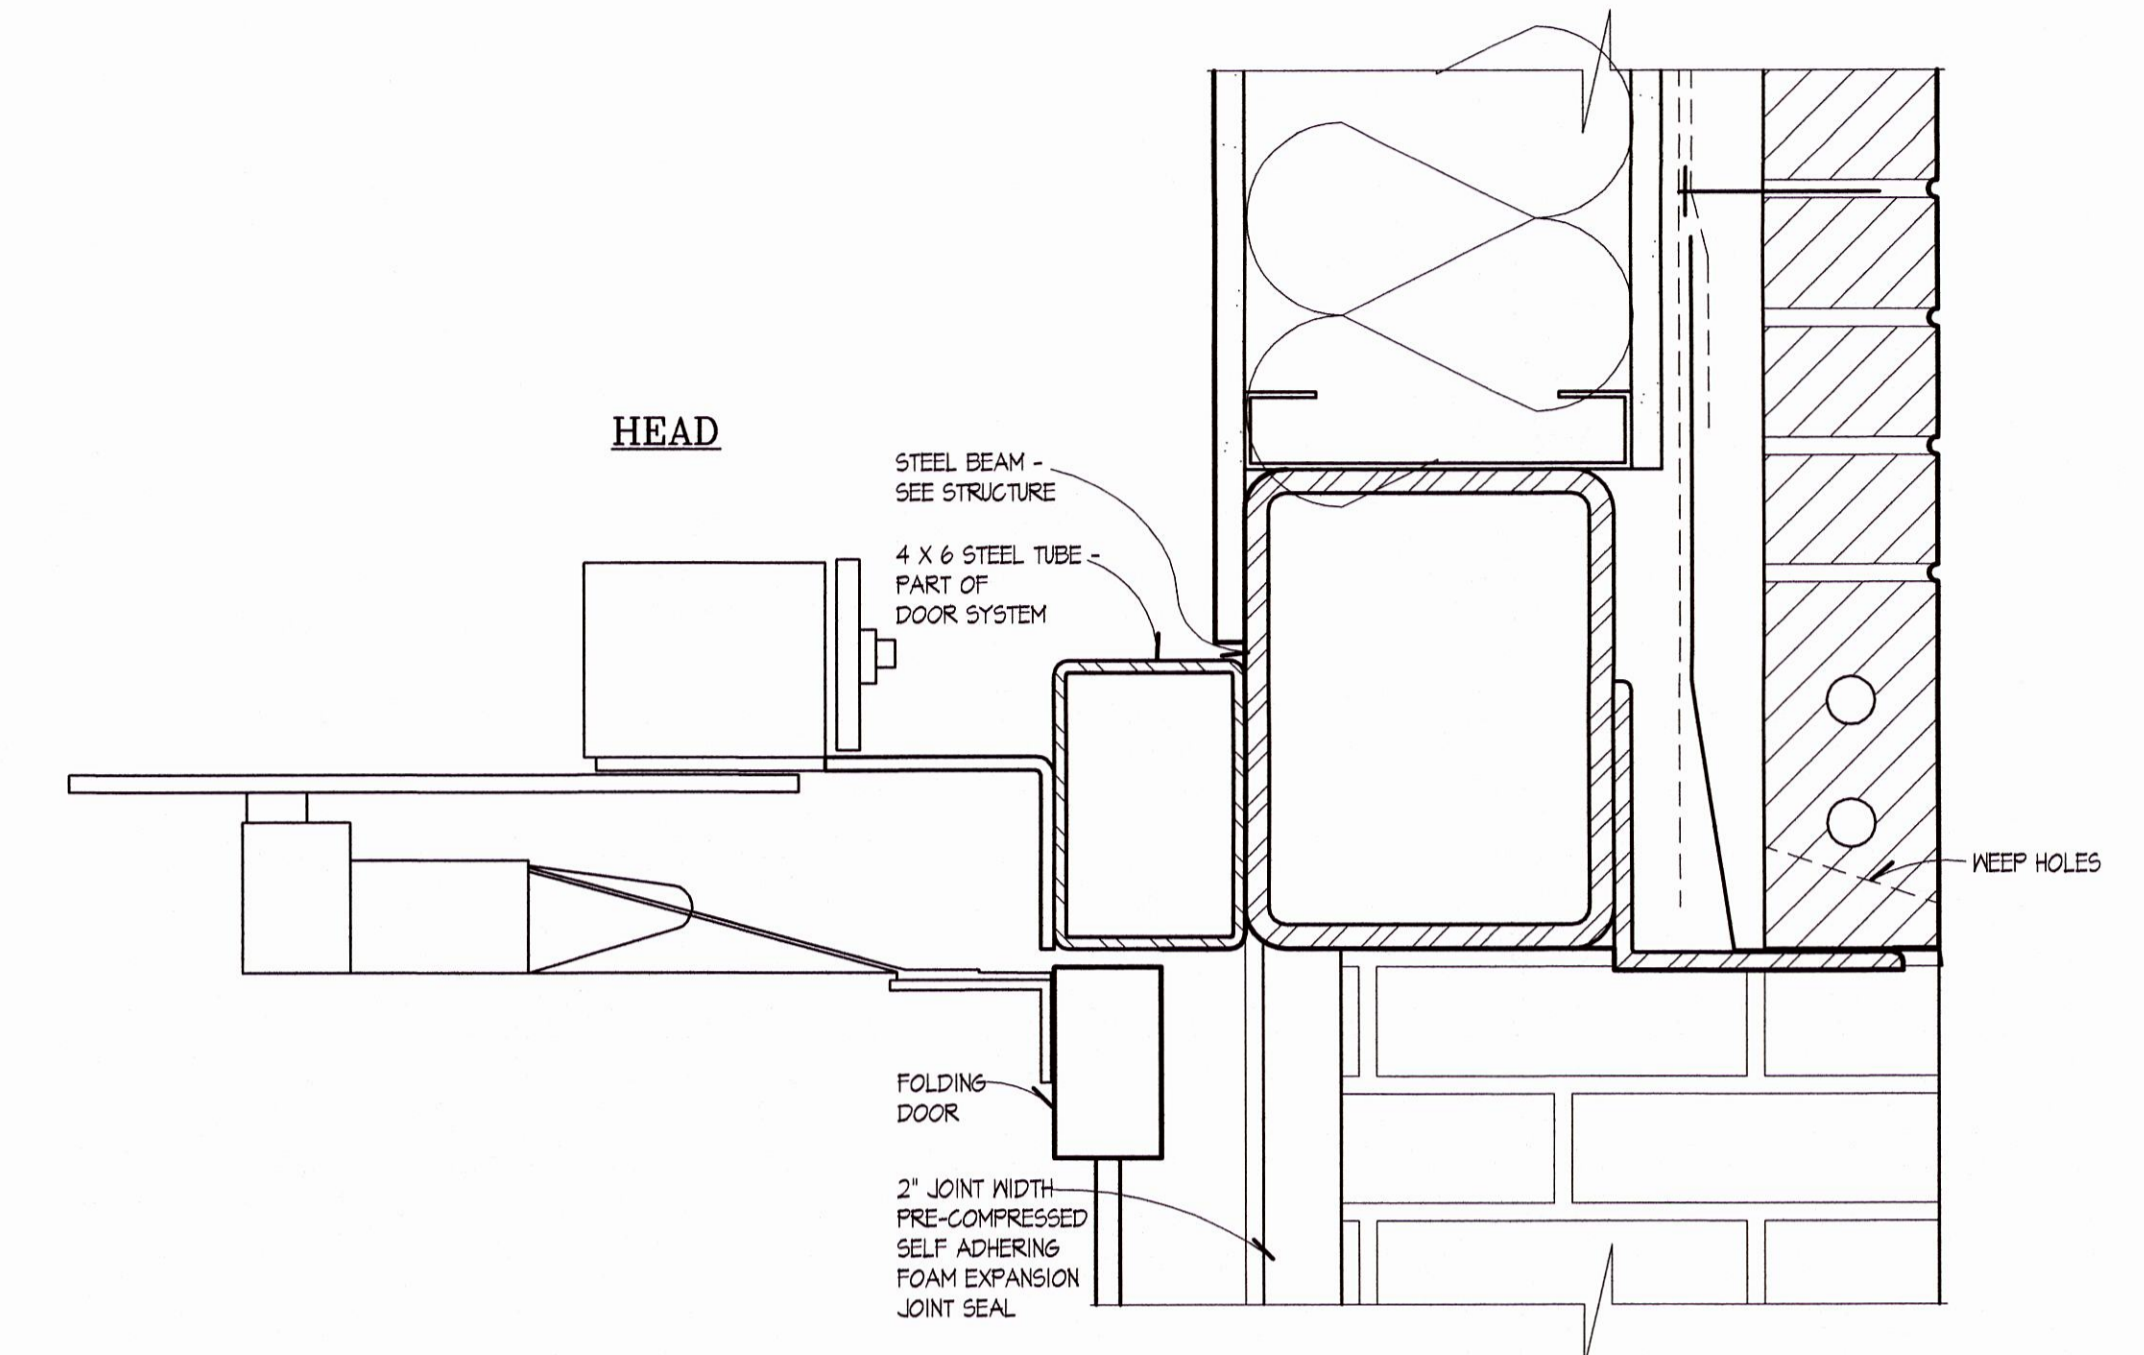 HEAD
STEEL BEAM -
SEE STRUCTURE
4 X 6 STEEL TUBE -
PART OF
DOOR SYSTEM
WEEP HOLES
FOLDING
DOOR
2" JOINT WIDTH
PRE-COMPRESSED
SELF ADHERING
FOAM EXPANSION
JOINT SEAL